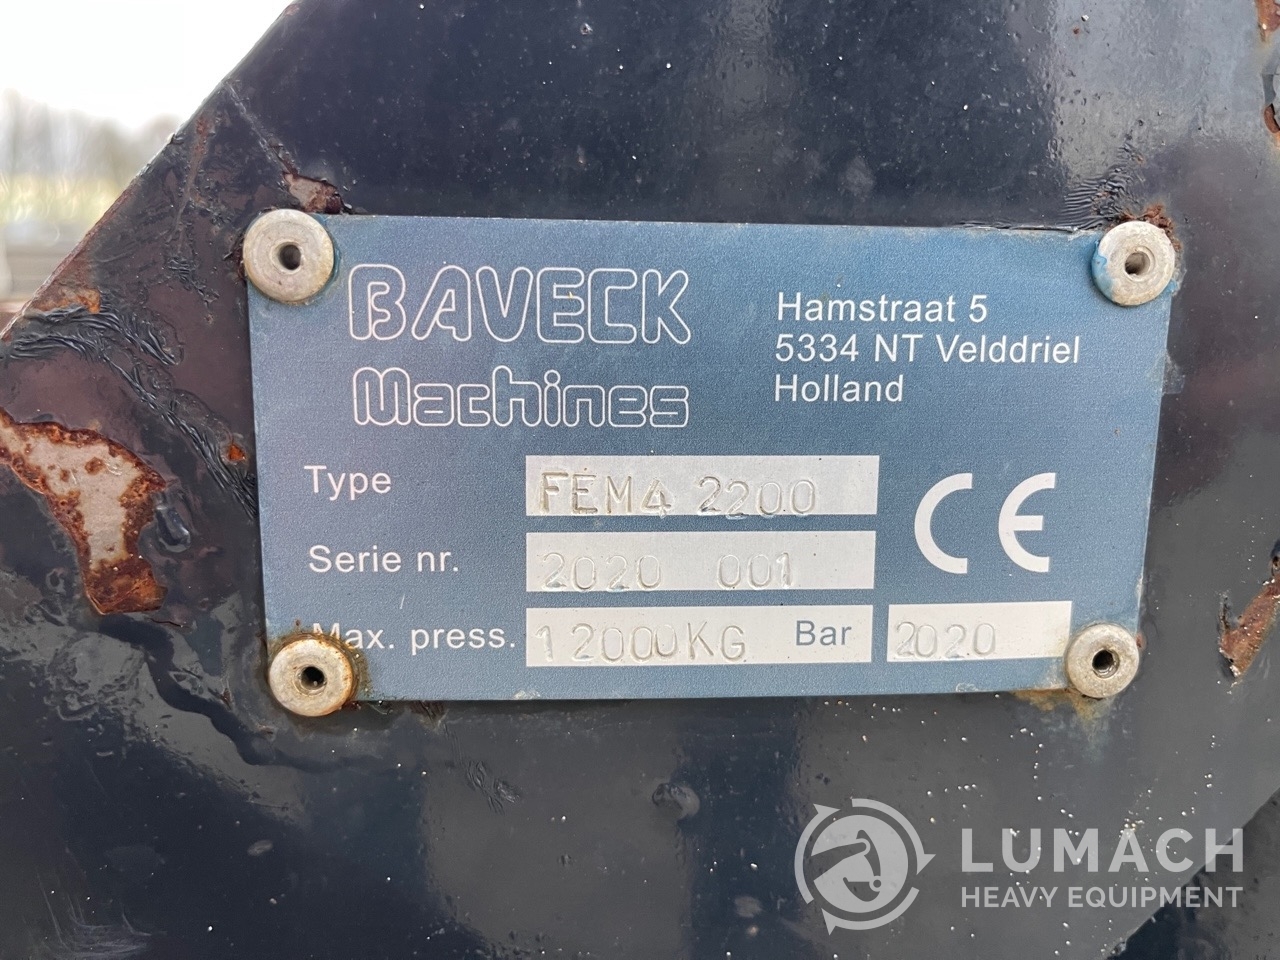 BAVECK
Machines
Hamstraat 5
5334 NT Velddriel
Holland
Type FEM4 2200
Serie nr. 2020 001
CE
Max. press. 12000KG Bar 2020
LUMACH
HEAVY EQUIPMENT